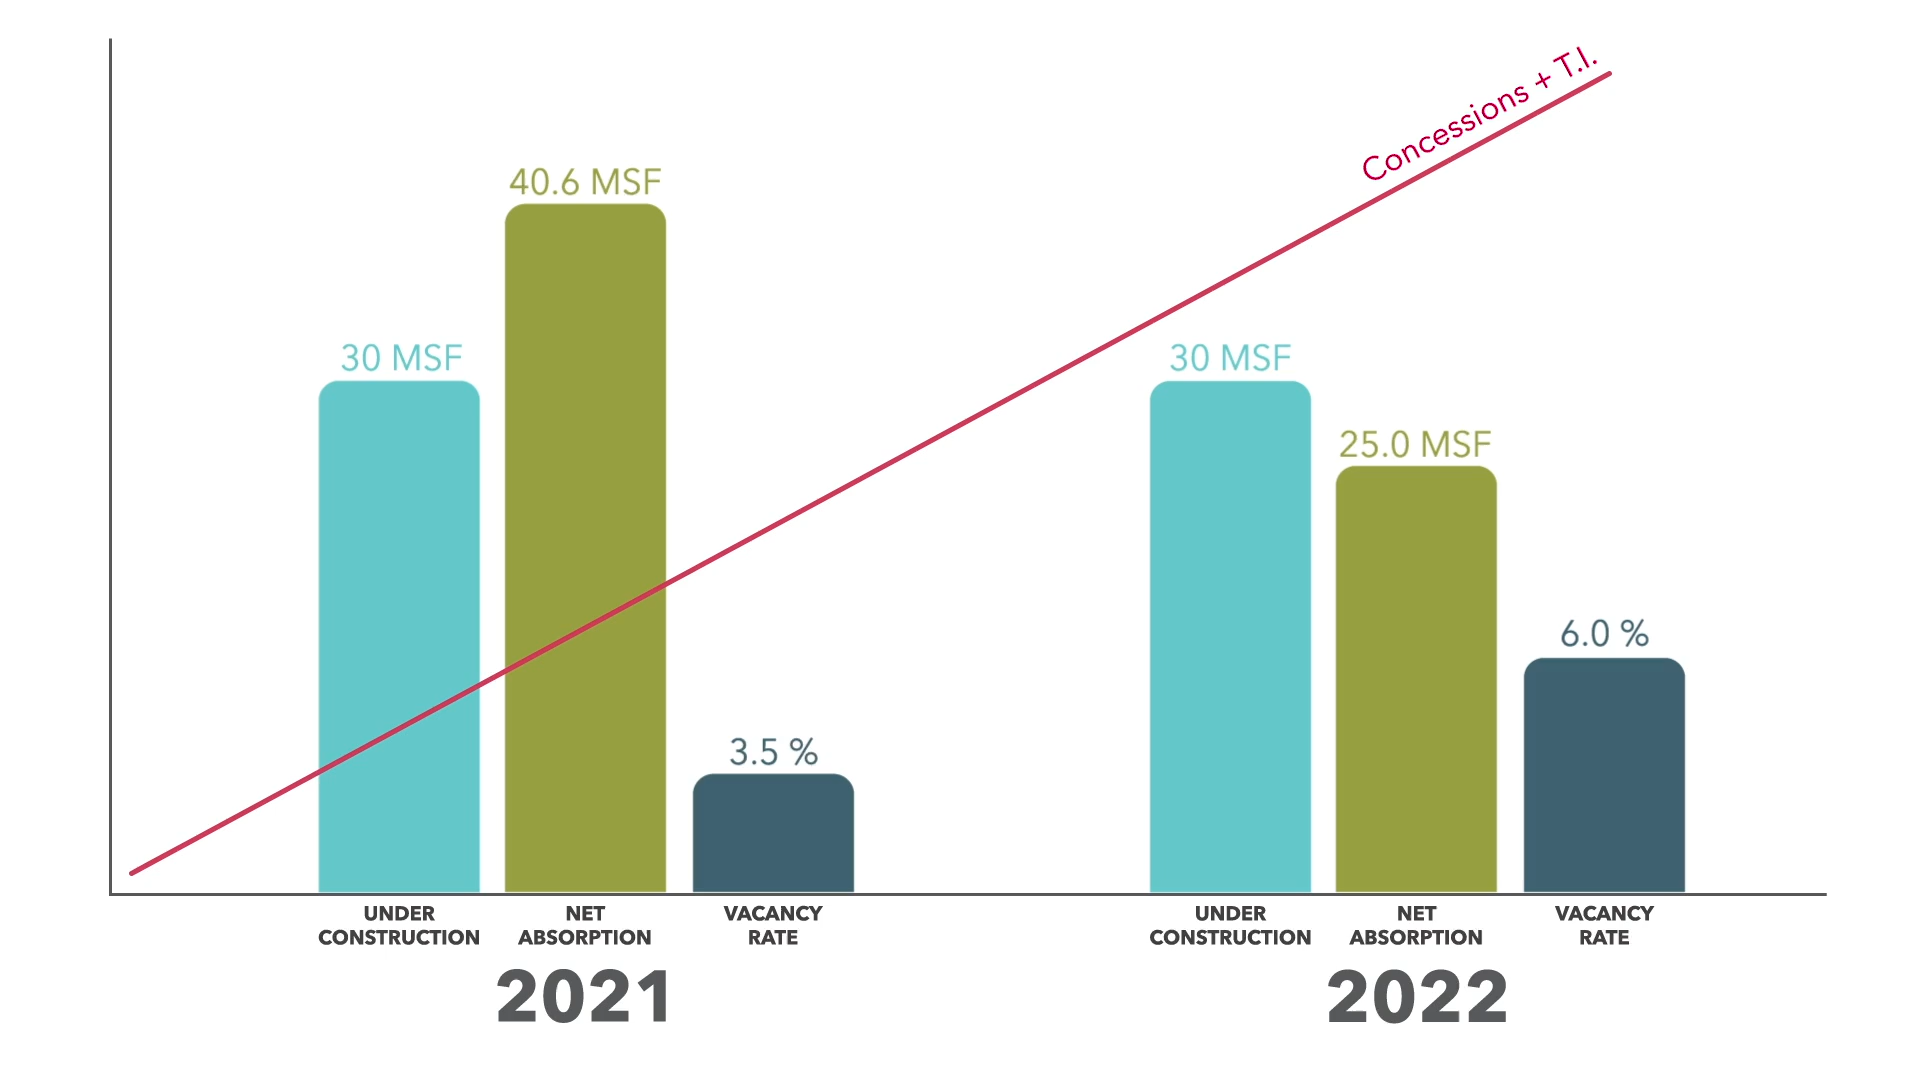 Concessions + T.I.
40.6 MSF
30 MSF
3.5 %
30 MSF
25.0 MSF
6.0 %
UNDER
CONSTRUCTION
NET
ABSORPTION
VACANCY
RATE
2021
UNDER
CONSTRUCTION
NET
ABSORPTION
VACANCY
RATE
2022